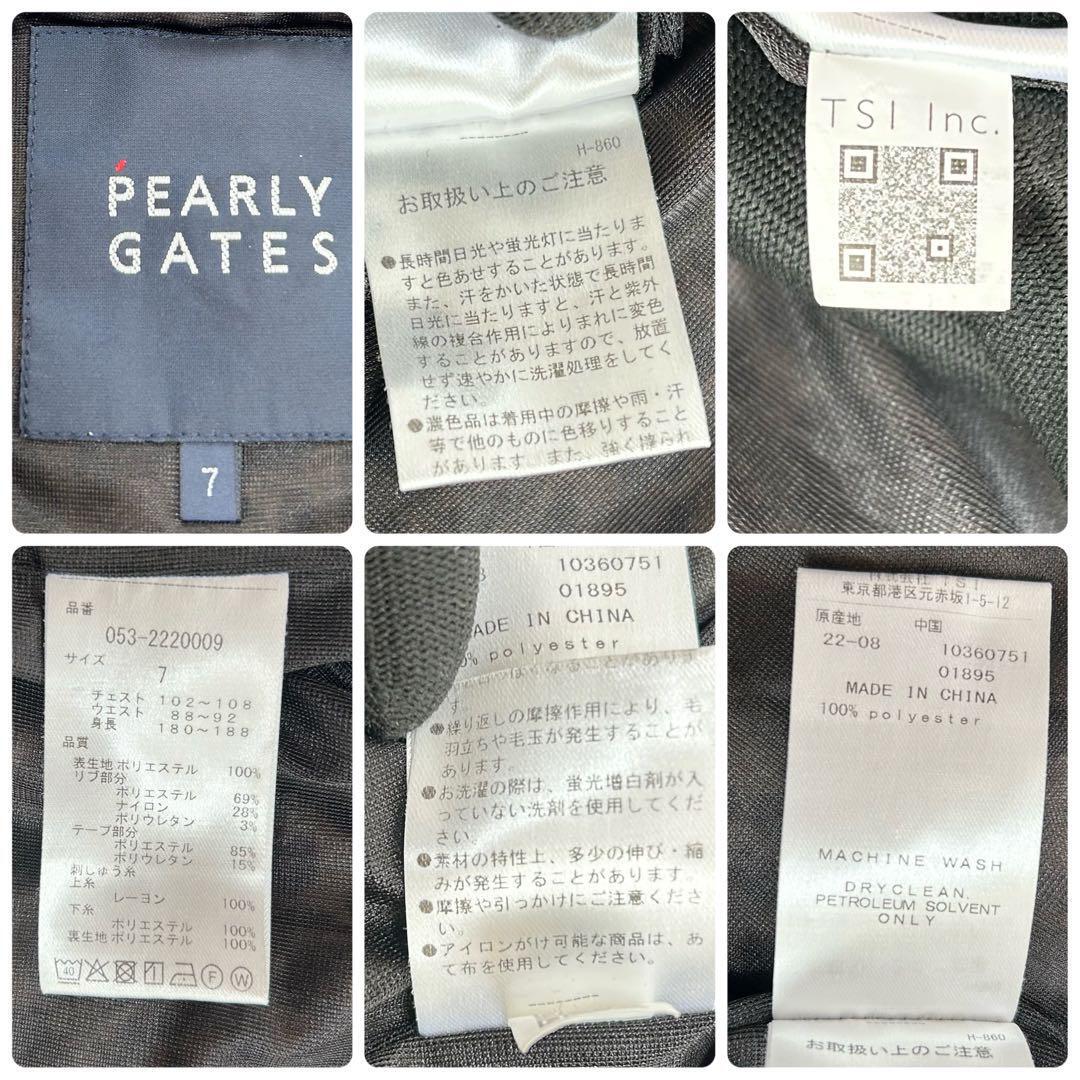 PEARLY
GATES
7
H-860
お取扱い上のご注意
●長時間日光や蛍光灯に当たりま
すと色あせすることがあります。
また、汗をかいた状態で長時間
日光に当たりますと、汗と紫外
線の複合作用によりまれに変色
することがありますので、放置
せず速やかに洗濯処理をしてく
ださい。
●濃色品は着用中の摩擦や雨・汗
等で他のものに色移りすること
があります。また、強く擦られ
TSI Inc.
品番
053-2220009
サイズ
7
チェスト 102~108
ウエスト 88~92
身長 180~188
品質
表生地 ポリエステル 100%
リブ部分
ポリエステル 69%
ナイロン 28%
ポリウレタン 3%
テープ部分
ポリエステル 85%
ポリウレタン 15%
刺しゅう糸
上糸
レーヨン 100%
下糸
ポリエステル 100%
裏生地 ポリエステル 100%
40
F
W
10360751
01895
MADE IN CHINA
polyester
す。
●繰り返しの摩擦作用により、毛
羽立ちや毛玉が発生することが
あります。
●お洗濯の際は、蛍光増白剤が入
っていない洗剤を使用してくだ
さい。
●素材の特性上、多少の伸び・縮
みが発生することがあります。
●摩擦や引っかけにご注意くださ
い。
●アイロンがけ可能な商品は、あ
て布を使用してください。
株式会社 TSI
東京都港区元赤坂1-5-12
原産地 中国
22-08 10360751
01895
MADE IN CHINA
100% polyester
MACHINE WASH
DRYCLEAN,
PETROLEUM SOLVENT
ONLY
H-860
お取扱い上のご注意